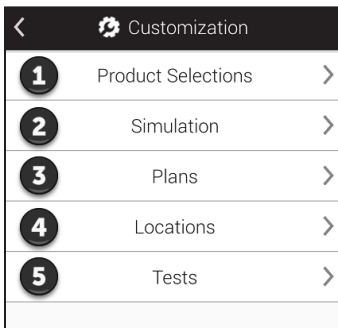 Customization
1 Product Selections
2 Simulation
3 Plans
4 Locations
5 Tests